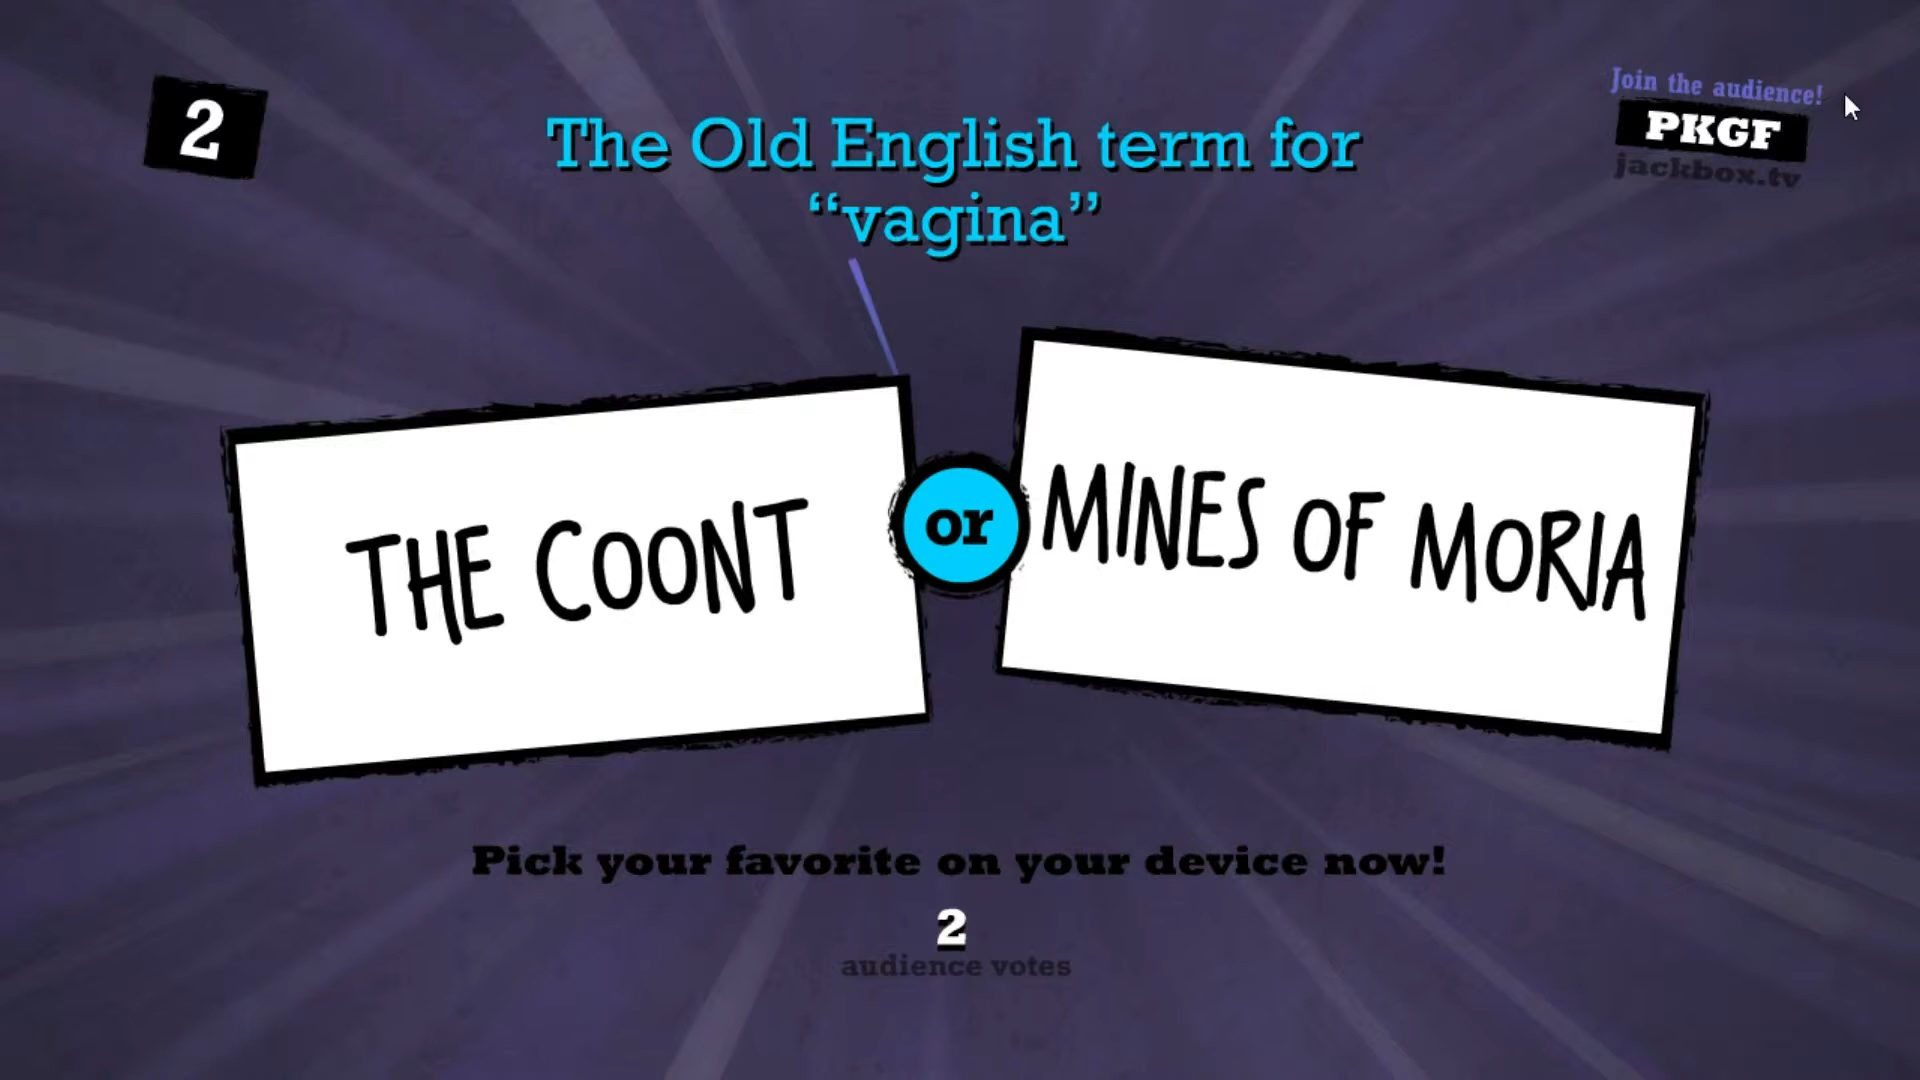 2
The Old English term for
“vagina”
Join the audience!
PKGF
jackbox.tv
THE COONT
or
MINES OF MORIA
Pick your favorite on your device now!
2
audience votes